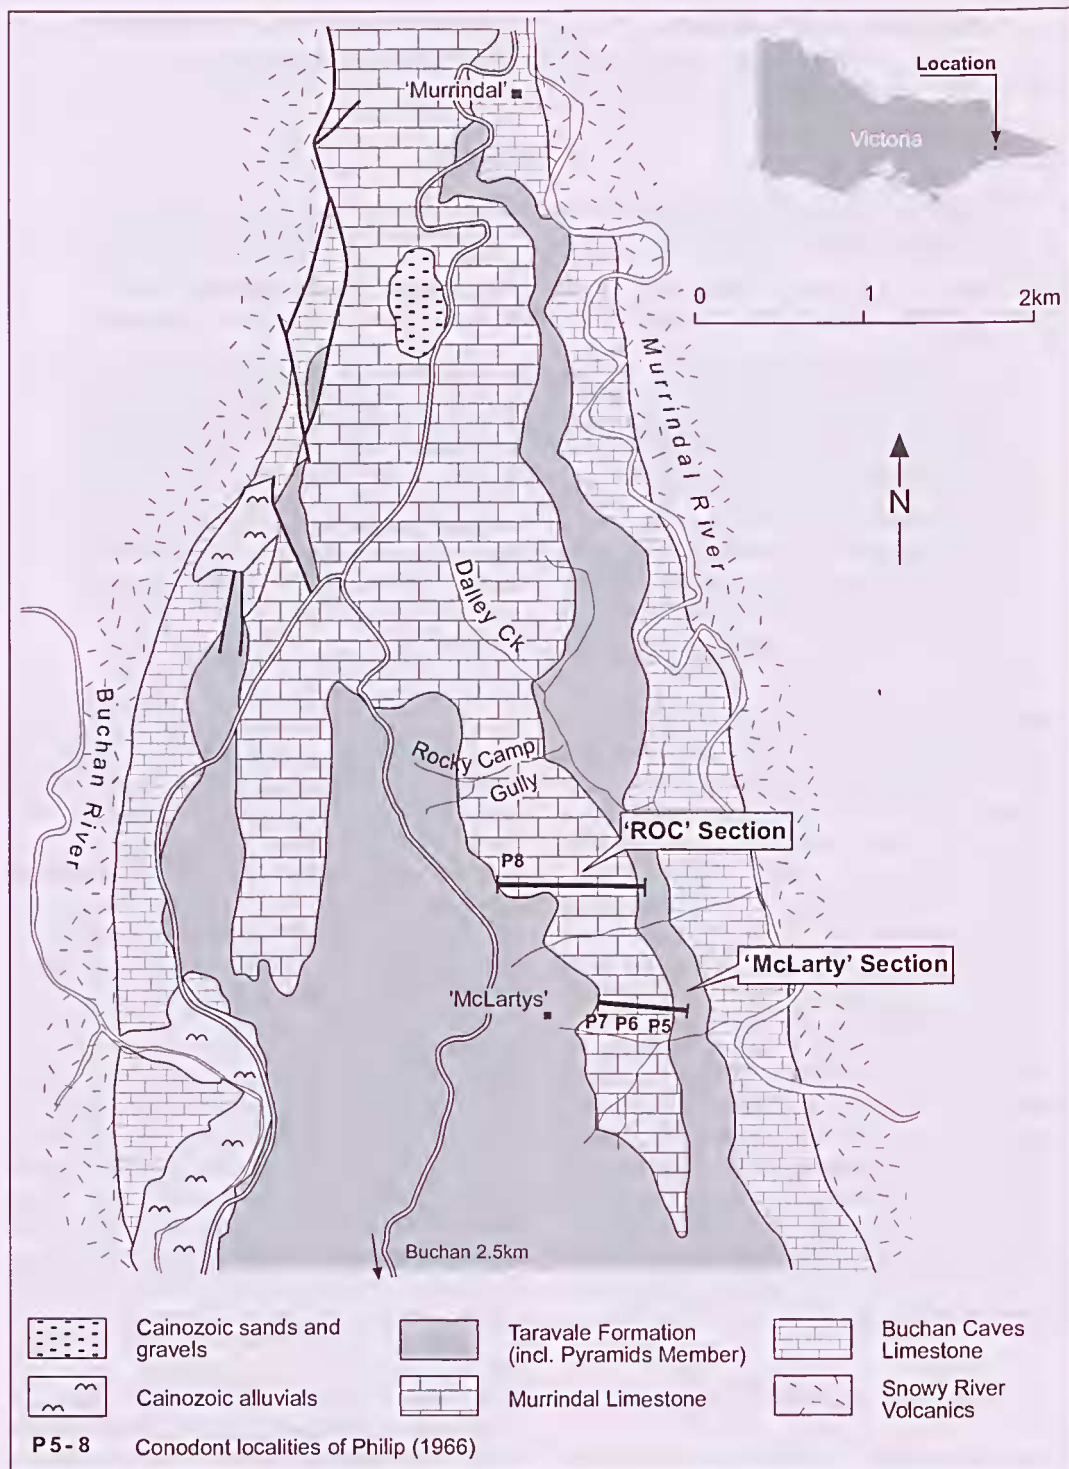 'Murrindal'
Location
Victoria
0 1 2km
Murrindal River
N
Dalley Ck
Buchan River
Rocky Camp
Gully
'ROC' Section
P8
'McLarty' Section
'McLartys'
P7 P6 P5
Buchan 2.5km
Cainozoic sands and
gravels
Taravale Formation
(incl. Pyramids Member)
Buchan Caves
Limestone
Cainozoic alluvials
Murrindal Limestone
Snowy River
Volcanics
P5-8 Conodont localities of Philip (1966)